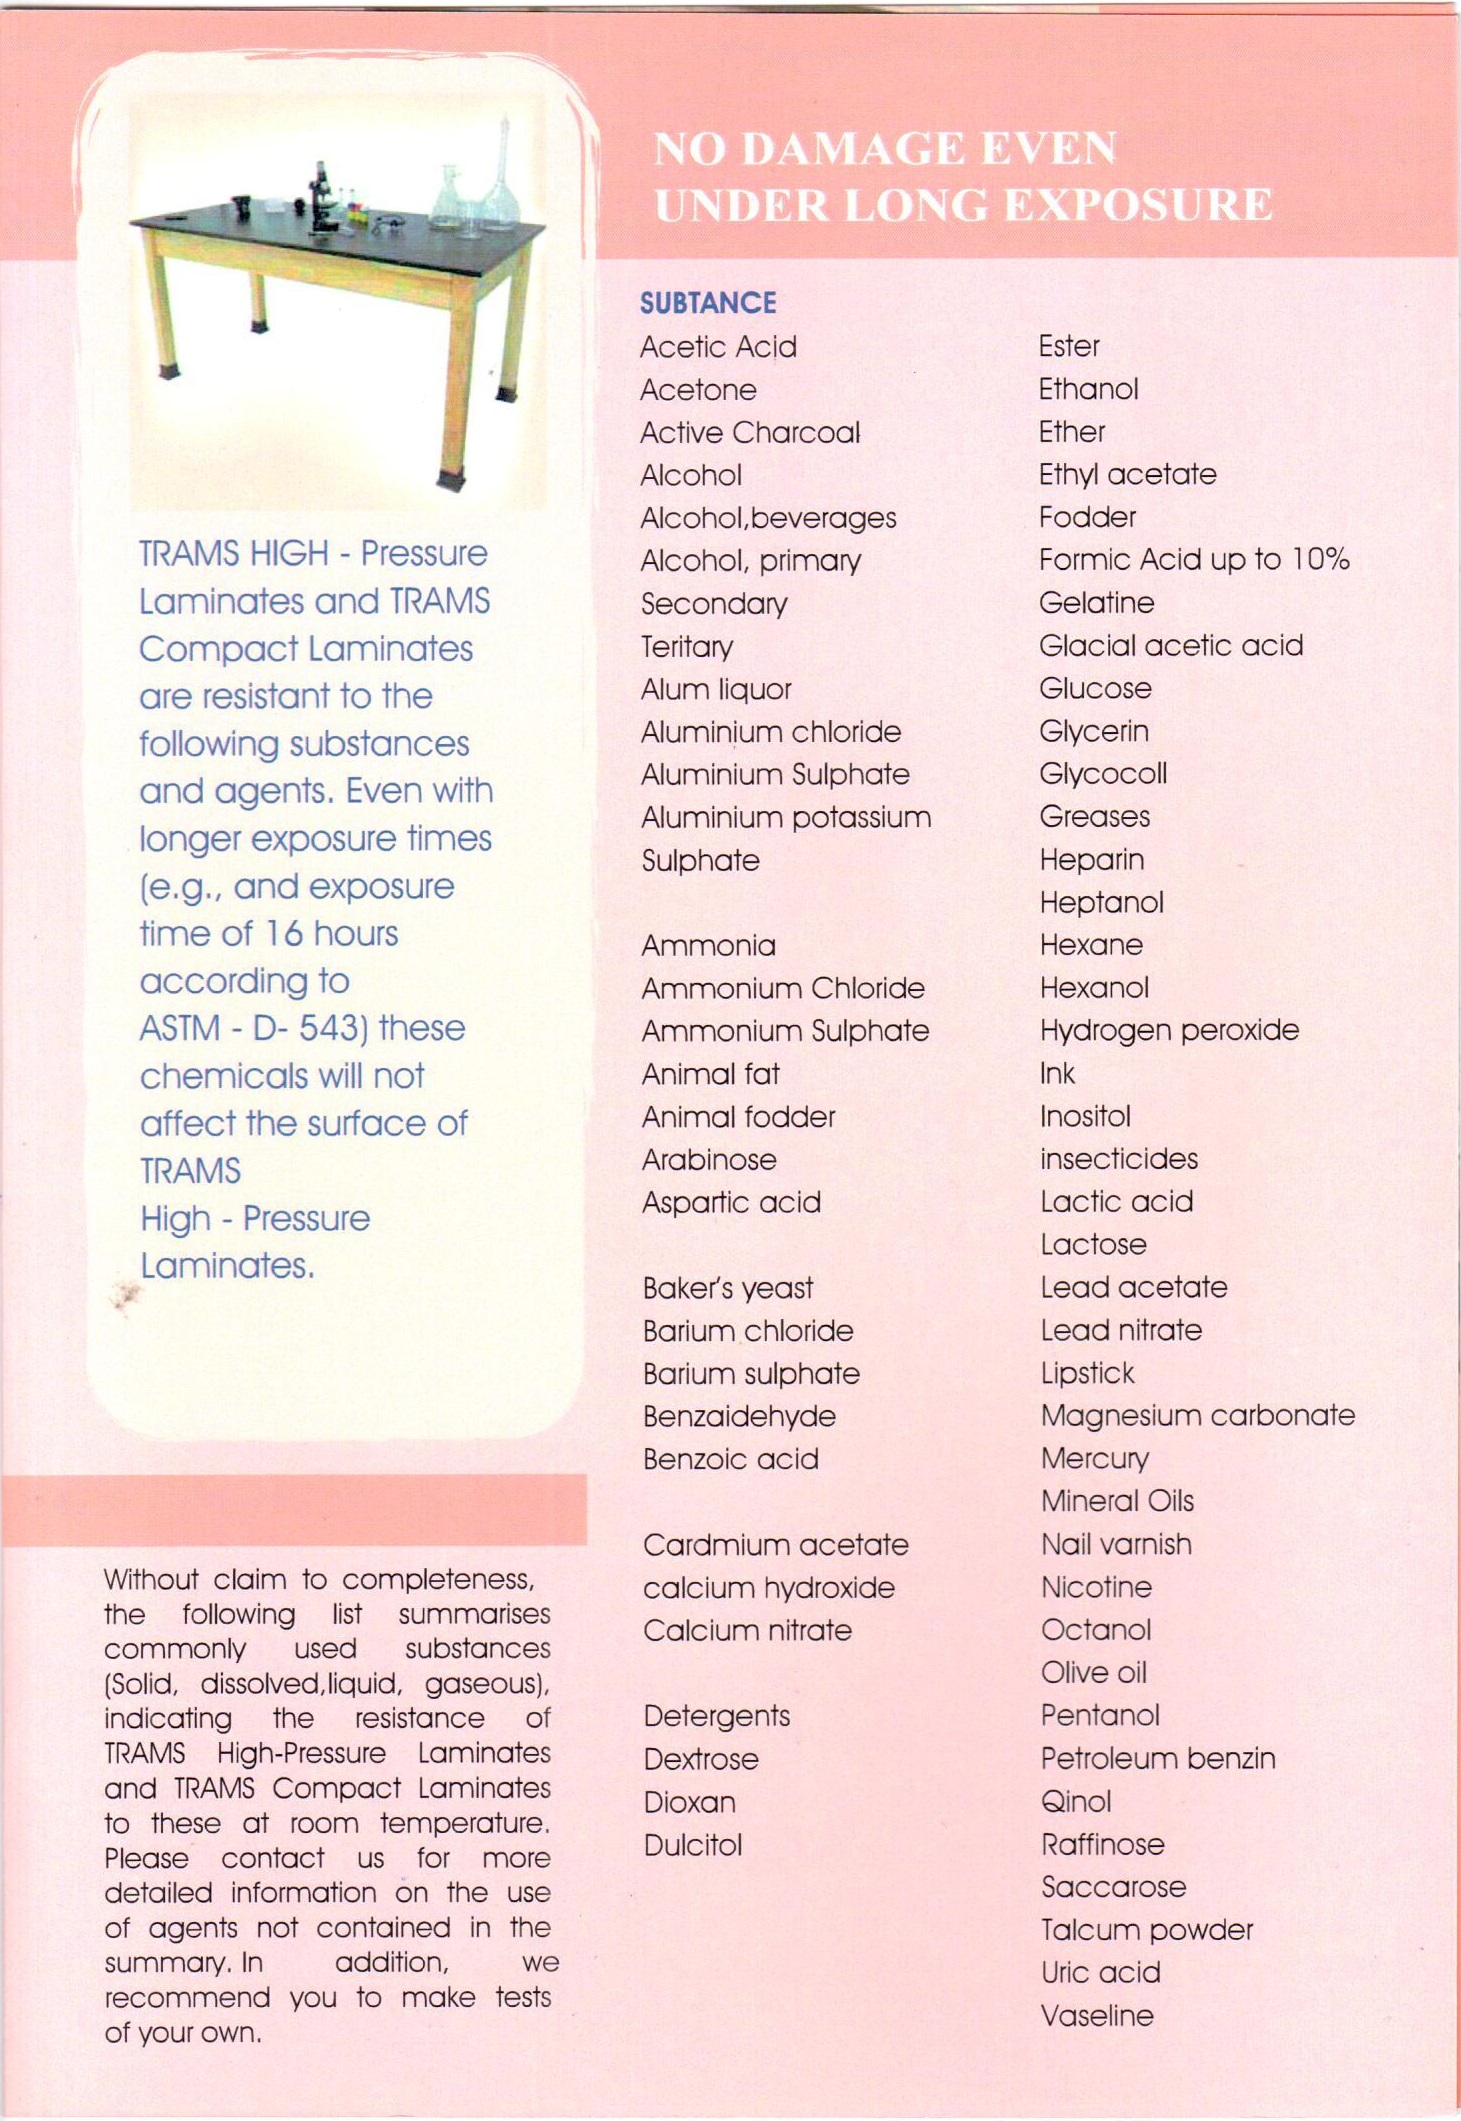 NO DAMAGE EVEN
UNDER LONG EXPOSURE
TRAMS HIGH - Pressure
Laminates and TRAMS
Compact Laminates
are resistant to the
following substances
and agents. Even with
longer exposure times
(e.g., and exposure
time of 16 hours
according to
ASTM - D- 543) these
chemicals will not
affect the surface of
TRAMS
High - Pressure
Laminates.
Without claim to completeness,
the following list summarises
commonly used substances
(Solid, dissolved,liquid, gaseous),
indicating the resistance of
TRAMS High-Pressure Laminates
and TRAMS Compact Laminates
to these at room temperature.
Please contact us for more
detailed information on the use
of agents not contained in the
summary. In addition, we
recommend you to make tests
of your own.
SUBTANCE
Acetic Acid
Acetone
Active Charcoal
Alcohol
Alcohol,beverages
Alcohol, primary
Secondary
Teritary
Alum liquor
Aluminium chloride
Aluminium Sulphate
Aluminium potassium
Sulphate
Ammonia
Ammonium Chloride
Ammonium Sulphate
Animal fat
Animal fodder
Arabinose
Aspartic acid
Baker's yeast
Barium chloride
Barium sulphate
Benzaidehyde
Benzoic acid
Cardmium acetate
calcium hydroxide
Calcium nitrate
Detergents
Dextrose
Dioxan
Dulcitol
Ester
Ethanol
Ether
Ethyl acetate
Fodder
Formic Acid up to 10%
Gelatine
Glacial acetic acid
Glucose
Glycerin
Glycocoll
Greases
Heparin
Heptanol
Hexane
Hexanol
Hydrogen peroxide
Ink
Inositol
insecticides
Lactic acid
Lactose
Lead acetate
Lead nitrate
Lipstick
Magnesium carbonate
Mercury
Mineral Oils
Nail varnish
Nicotine
Octanol
Olive oil
Pentanol
Petroleum benzin
Qinol
Raffinose
Saccarose
Talcum powder
Uric acid
Vaseline